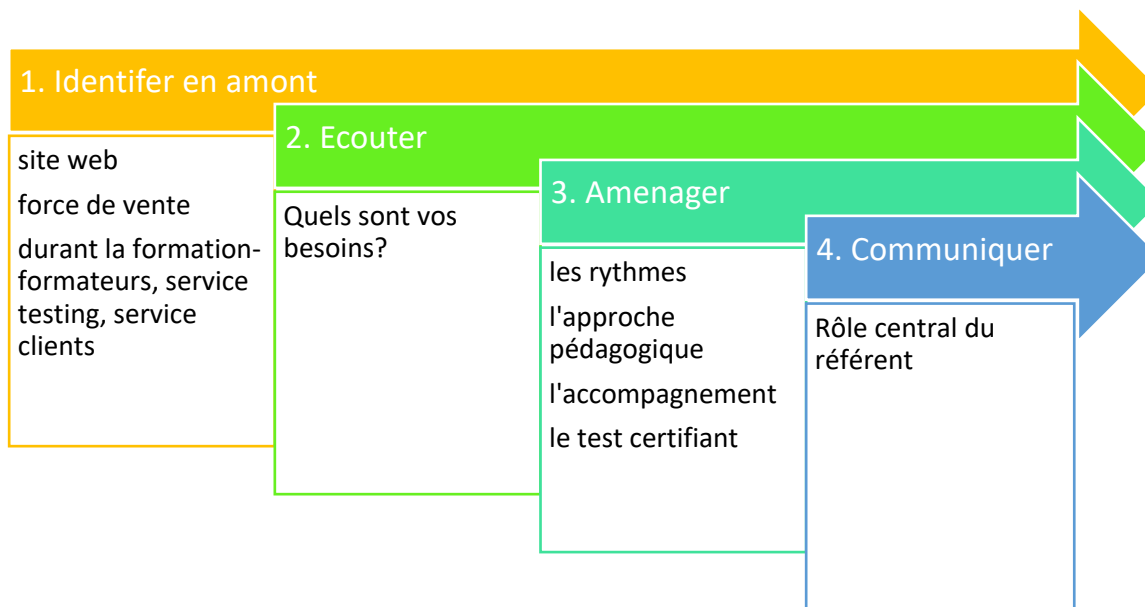 1. Identifer en amont
site web
force de vente
durant la formation-
formateurs, service
testing, service
clients
2. Ecouter
Quels sont vos
besoins?
3. Amenager
les rythmes
l'approche
pédagogique
l'accompagnement
le test certifiant
4. Communiquer
Rôle central du
référent